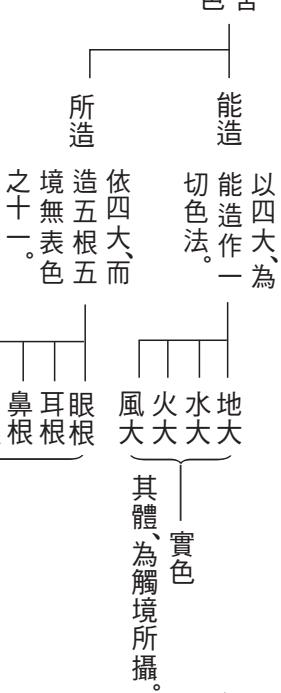 能造
以四大、為
能造作一
切色法。
地大
水大
火大
風大
實色
其體、為觸境所攝。
所造
依四大、而
造五根五
境無表色
之十一。
眼根
耳根
鼻根